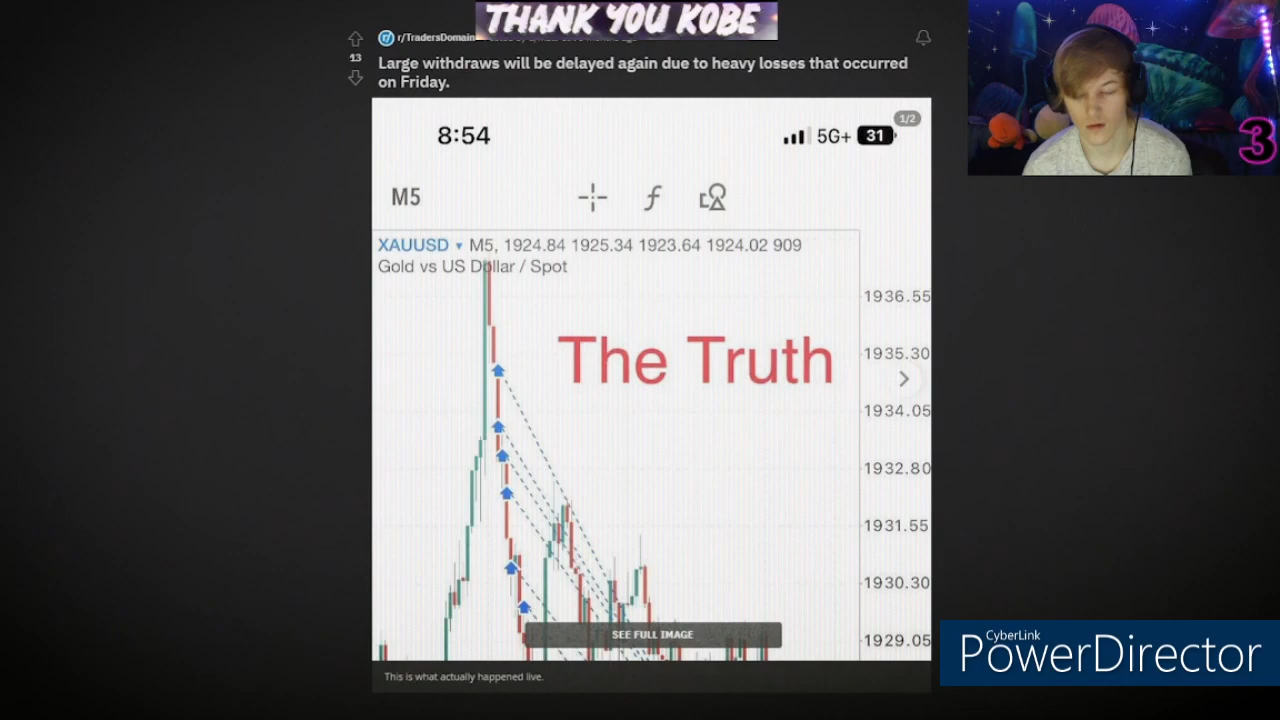 THANK YOU KOBE
r/TradersDomain
13
Large withdraws will be delayed again due to heavy losses that occurred
on Friday.
1/2
8:54
5G+ 31
M5
XAUUSD ▾ M5, 1924.84 1925.34 1923.64 1924.02 909
Gold vs US Dollar / Spot
1936.55
The Truth
1935.30
1934.05
1932.80
1931.55
1930.30
1929.05
SEE FULL IMAGE
This is what actually happened live.
3
CyberLink
PowerDirector